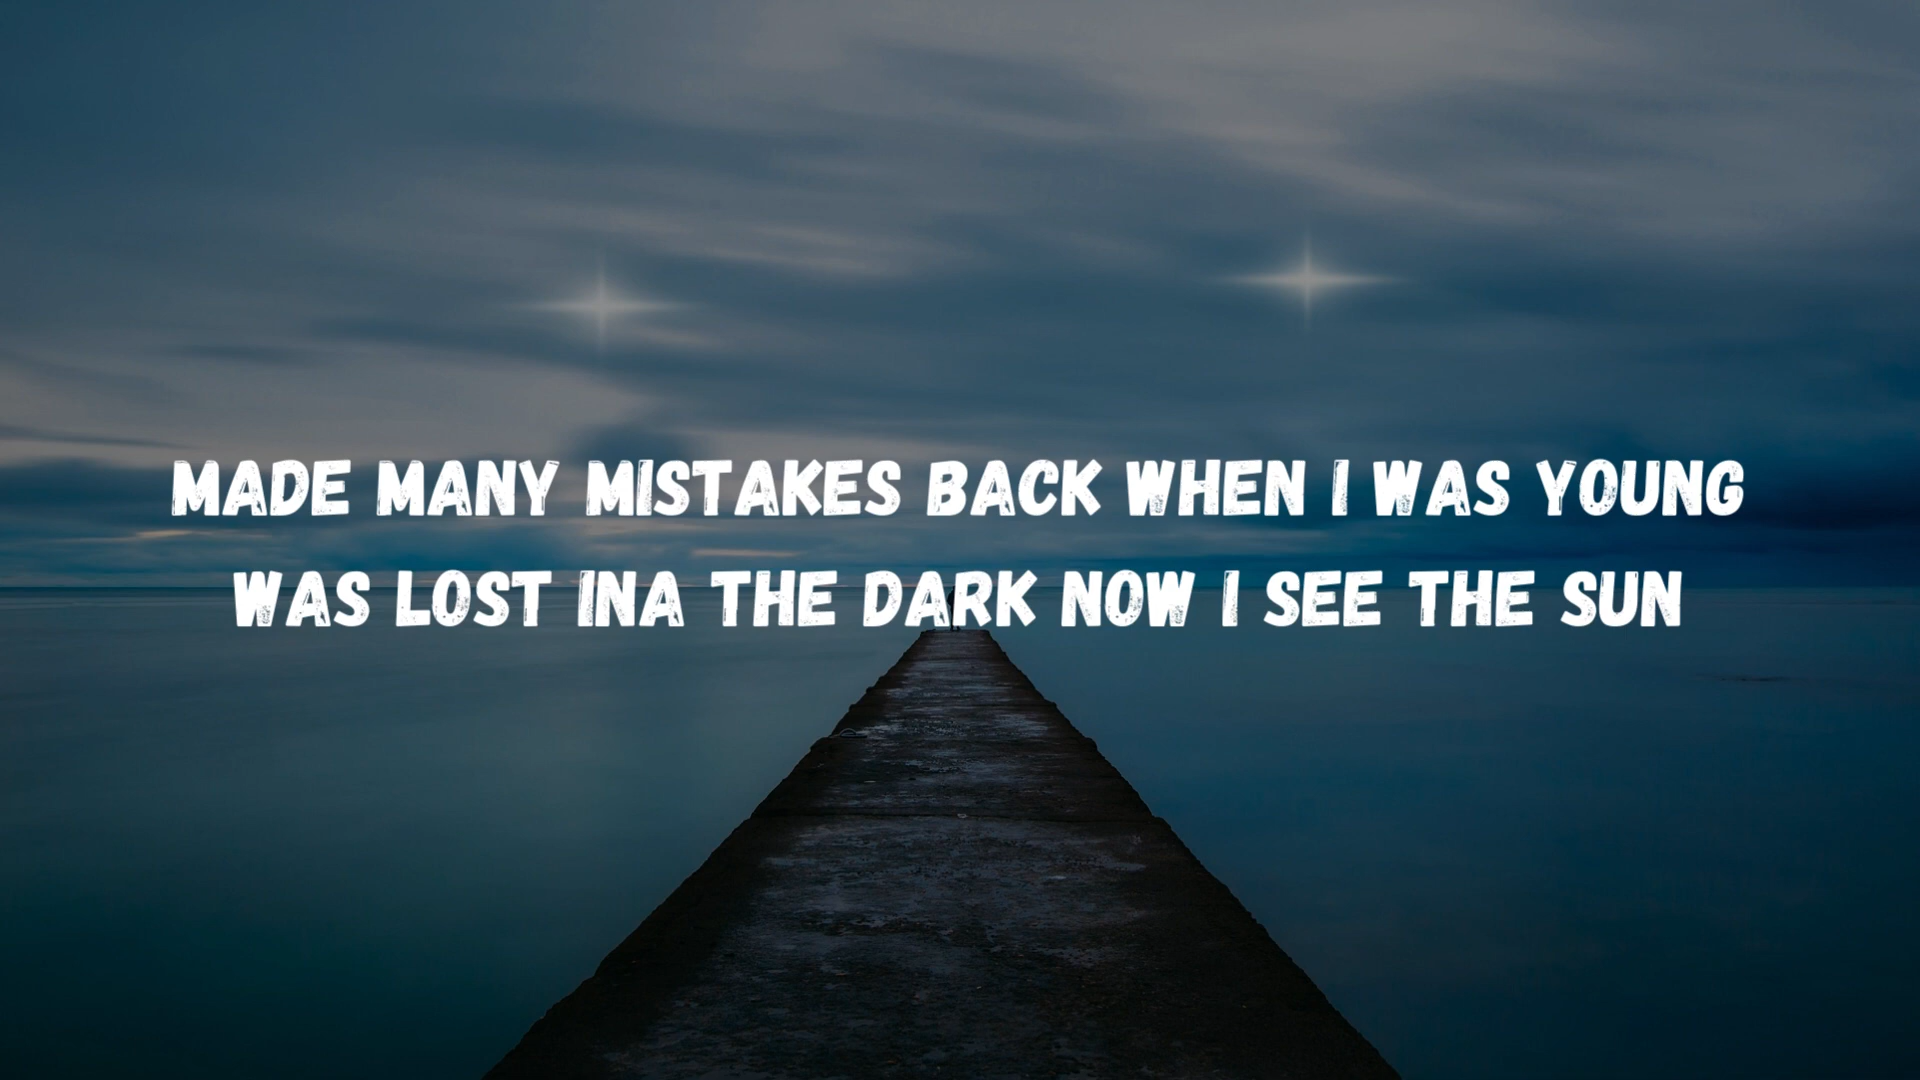 MADE MANY MISTAKES BACK WHEN I WAS YOUNG
WAS LOST INA THE DARK NOW I SEE THE SUN